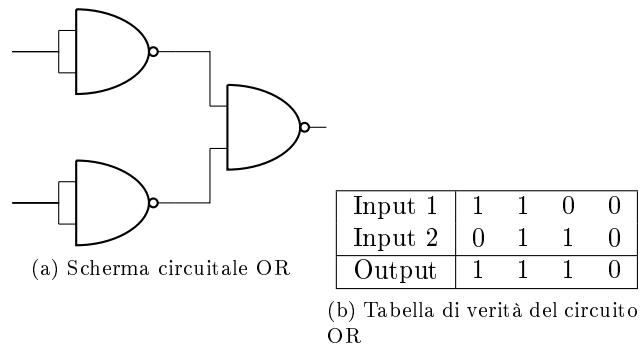 (a) Scherma circuitale OR
Input 1 1 1 0 0
Input 2 0 1 1 0
Output 1 1 1 0
(b) Tabella di verità del circuito
OR